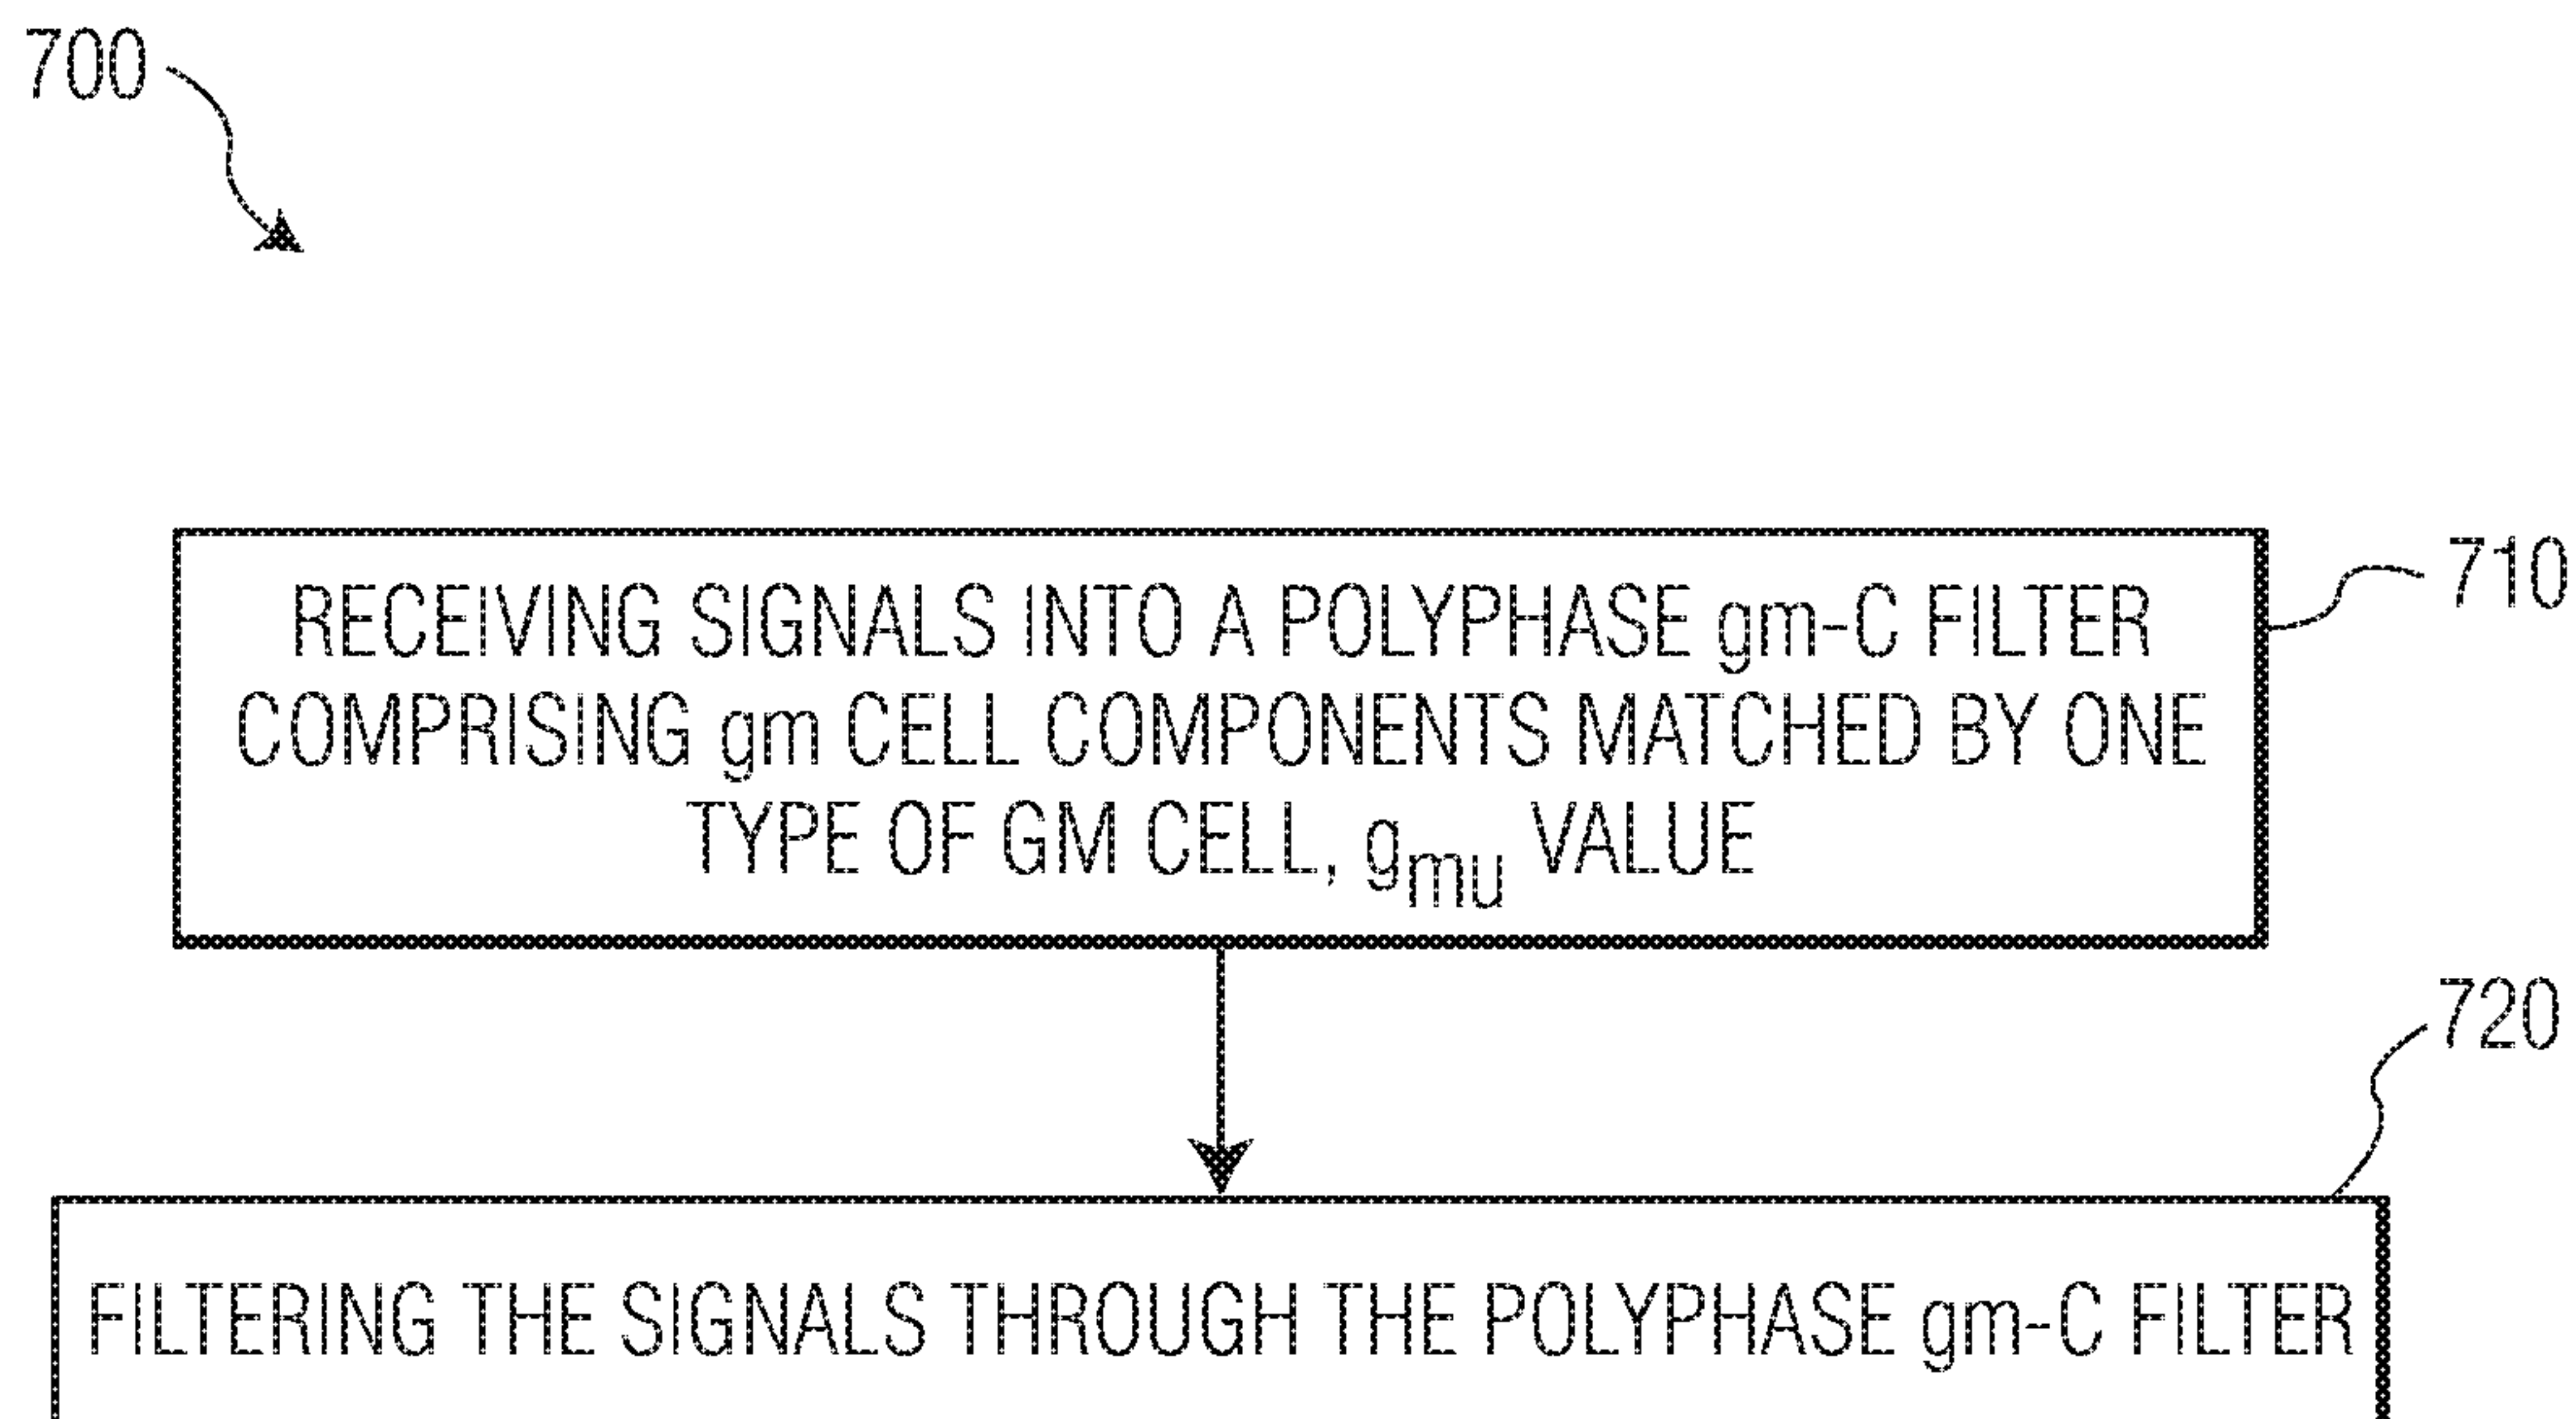 700
RECEIVING SIGNALS INTO A POLYPHASE gm-C FILTER
710
COMPRISING gm CELL COMPONENTS MATCHED BY ONE
TYPE OF GM CELL, gmu VALUE
720
FILTERING THE SIGNALS THROUGH THE POLYPHASE gm-C FILTER